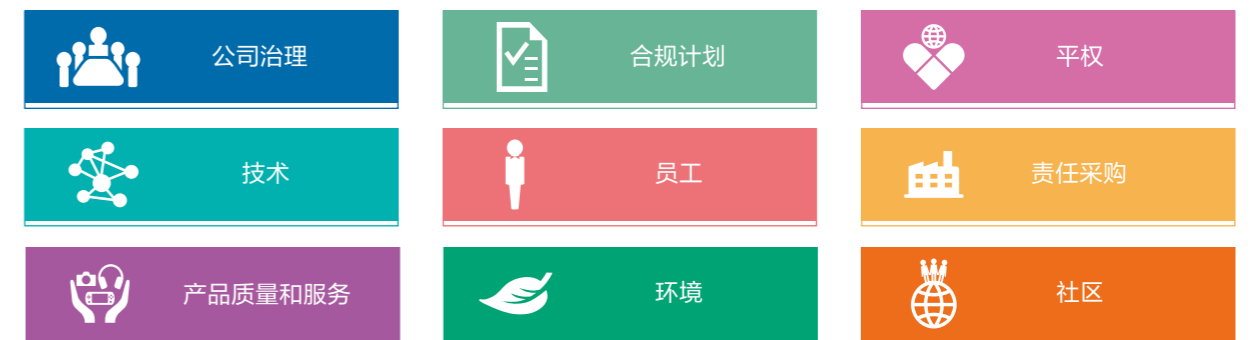 公司治理
合规计划
平权
技术
员工
责任采购
产品质量和服务
环境
社区